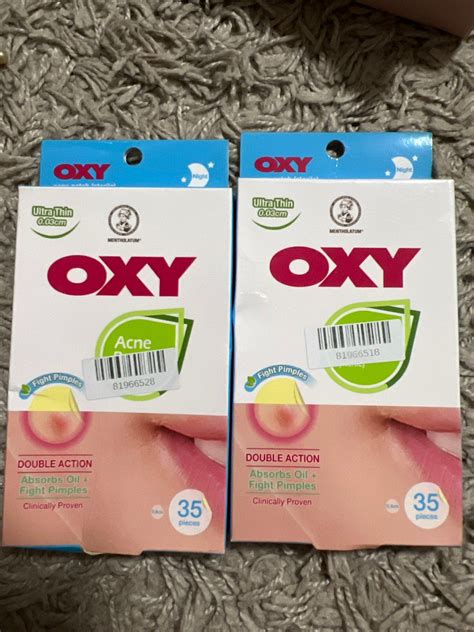 OXY
Night
Ultra Thin
0.03cm
MENTHOLATUM®
OXY
Acne
81966528
Fight Pimples
DOUBLE ACTION
Absorbs Oil +
Fight Pimples
Clinically Proven
35
pieces
OXY
Night
Ultra Thin
0.03cm
MENTHOLATUM®
OXY
81966518
Fight Pimples
DOUBLE ACTION
Absorbs Oil +
Fight Pimples
Clinically Proven
35
pieces